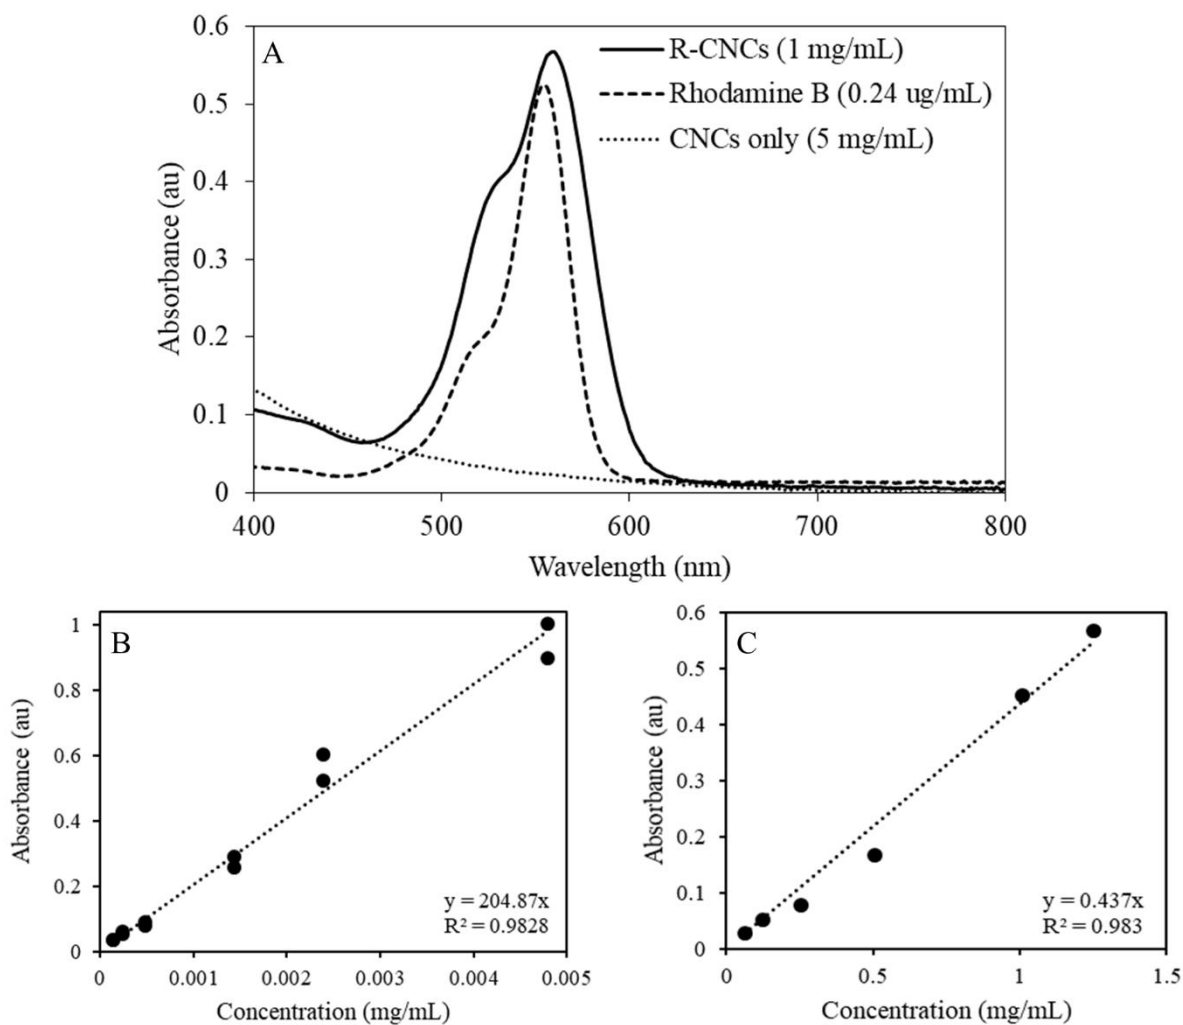 A
R-CNCs (1 mg/mL)
Rhodamine B (0.24 ug/mL)
CNCs only (5 mg/mL)
0.6
0.5
0.4
0.3
0.2
0.1
0
Absorbance (au)
400 500 600 700 800
Wavelength (nm)
B
1
0.8
0.6
0.4
0.2
0
Absorbance (au)
y = 204.87x
R² = 0.9828
0 0.001 0.002 0.003 0.004 0.005
Concentration (mg/mL)
C
0.6
0.5
0.4
0.3
0.2
0.1
0
Absorbance (au)
y = 0.437x
R² = 0.983
0 0.5 1 1.5
Concentration (mg/mL)